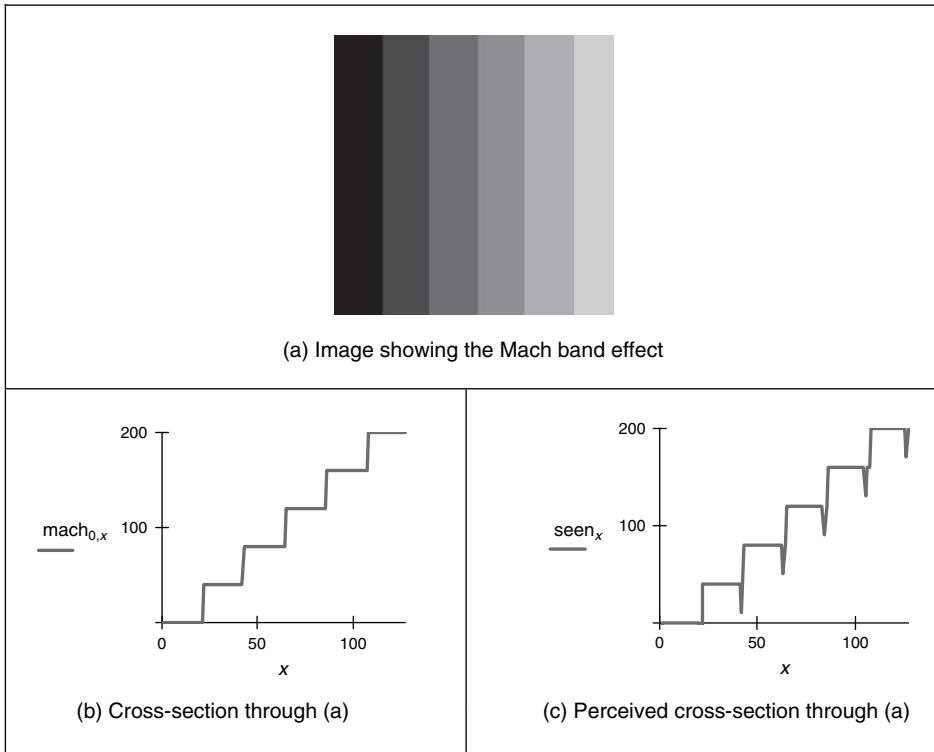 (a) Image showing the Mach band effect
200
100
mach0,x
0 50 100
x
(b) Cross-section through (a)
200
100
seenx
0 50 100
x
(c) Perceived cross-section through (a)